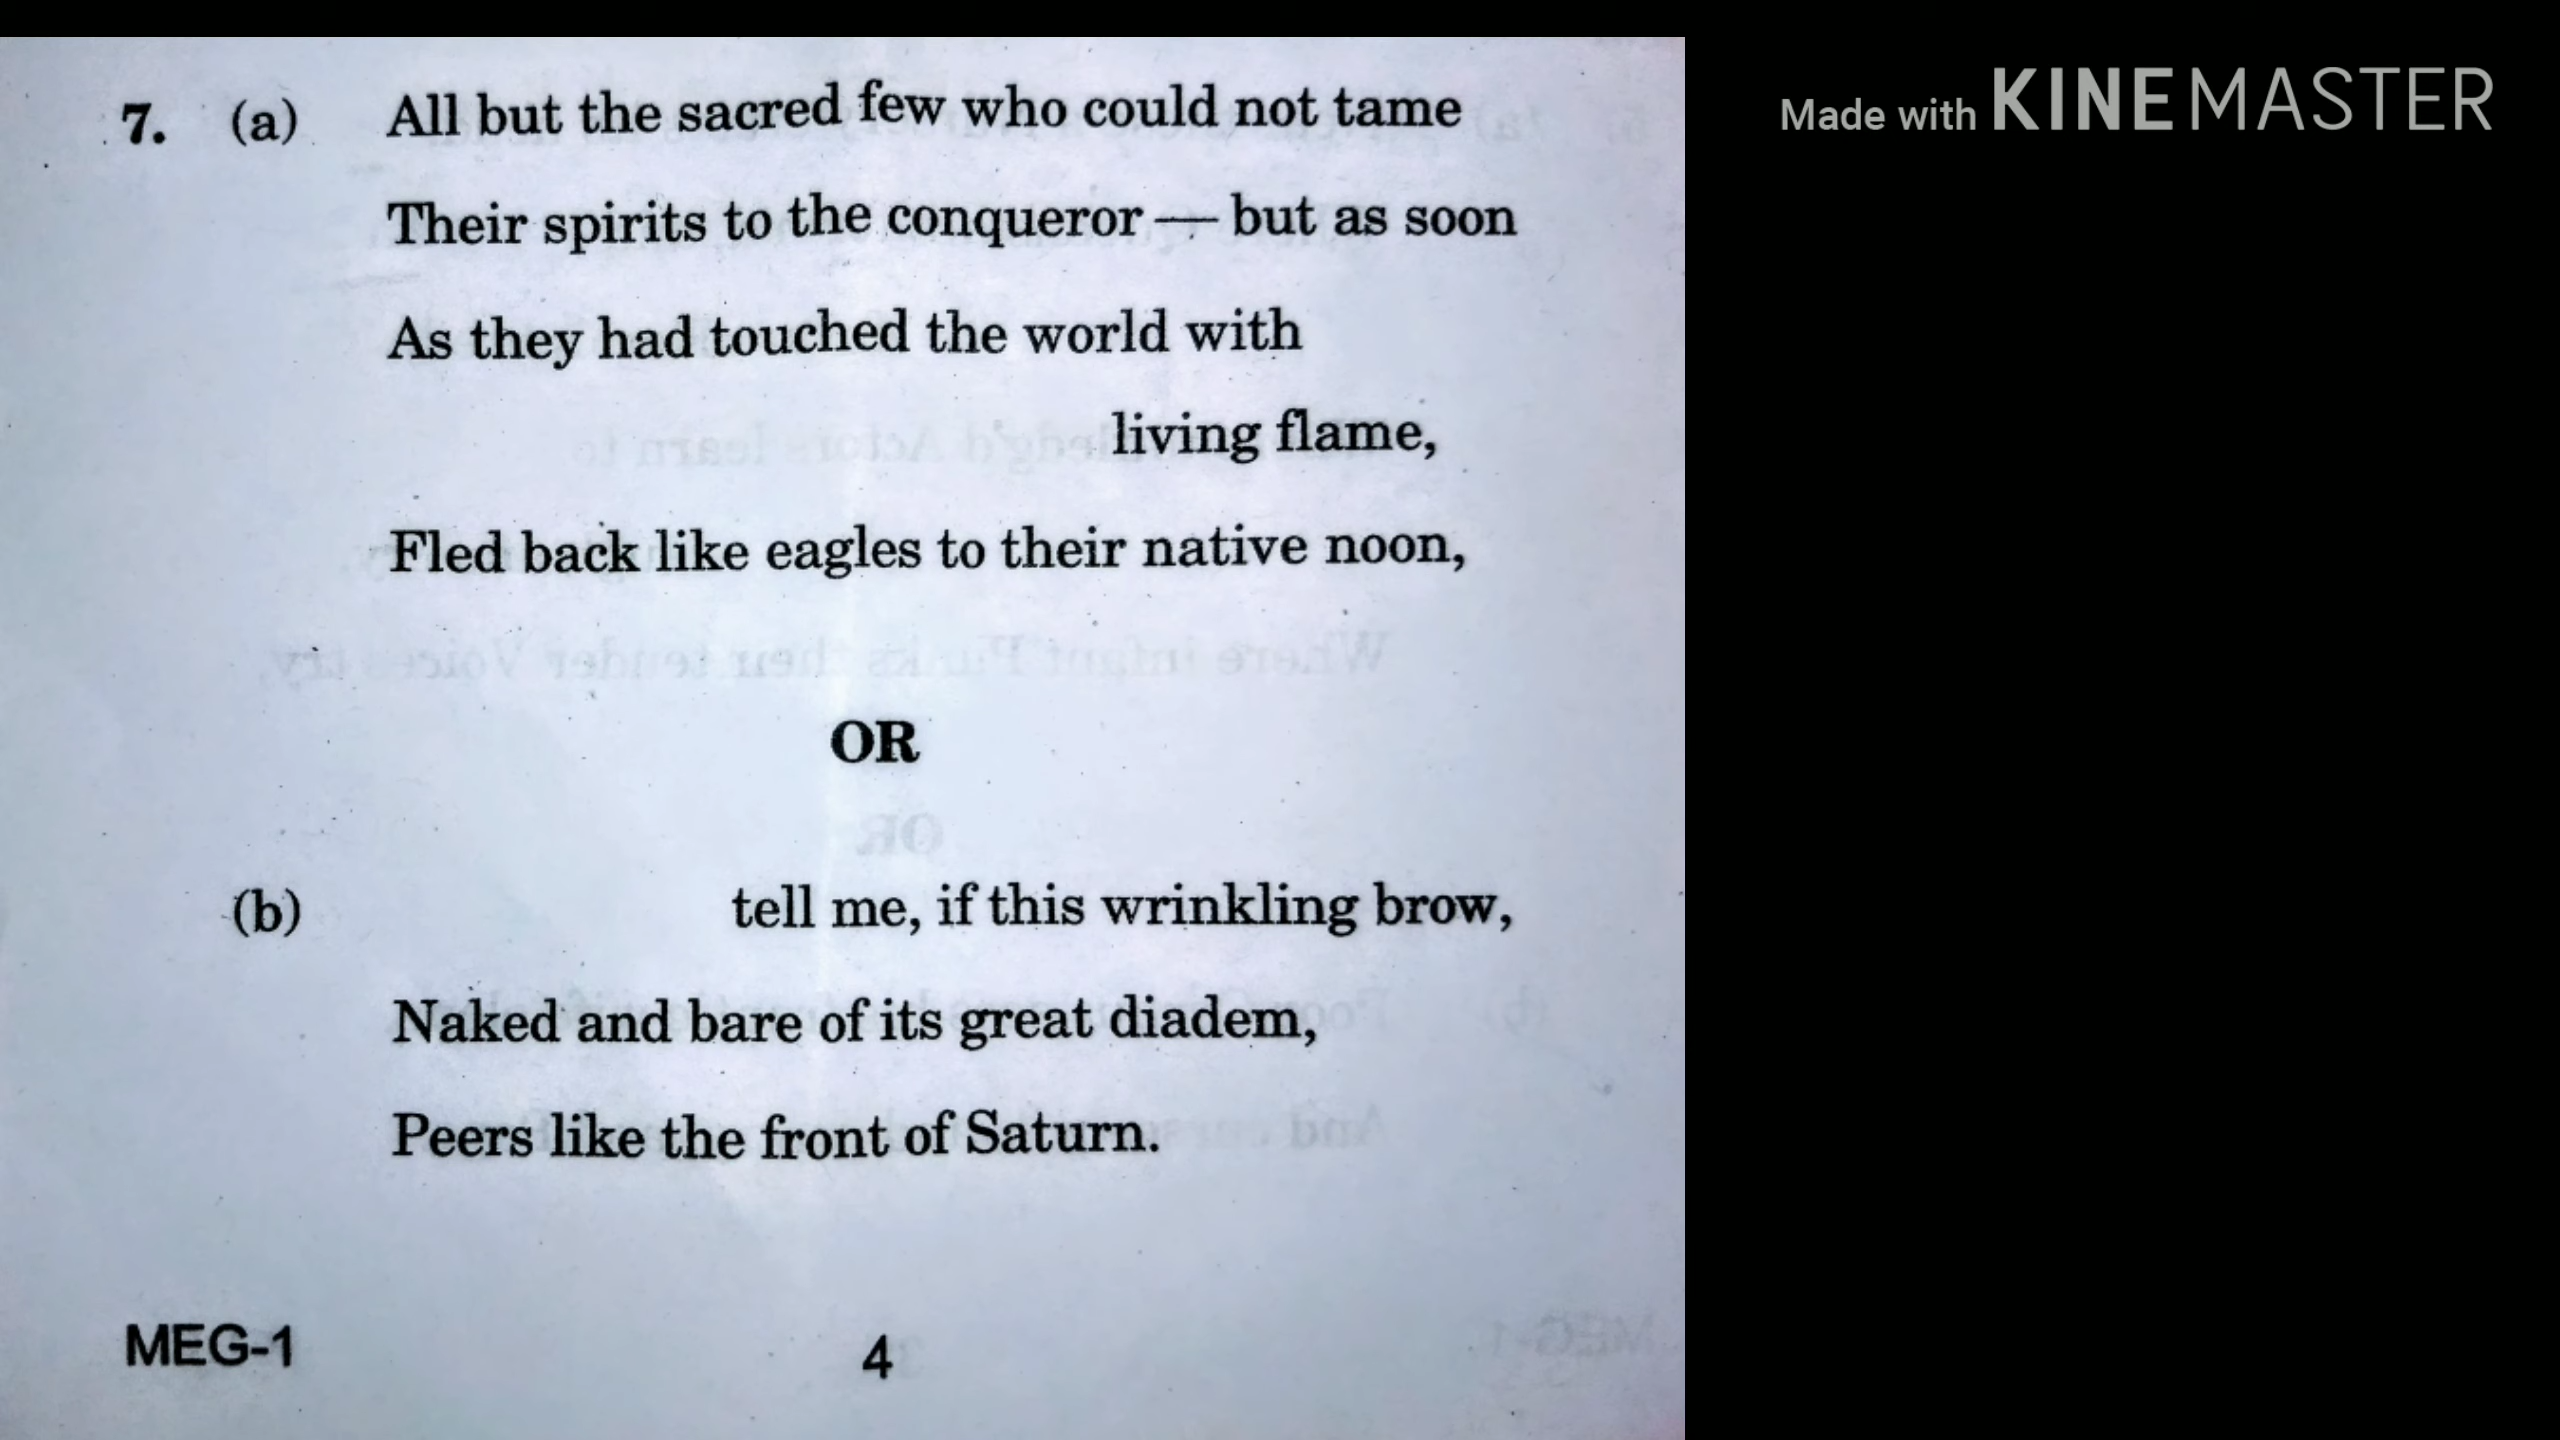 Made with KINEMASTER
7. (a) All but the sacred few who could not tame
Their spirits to the conqueror — but as soon
As they had touched the world with
living flame,
Fled back like eagles to their native noon,
OR
(b) tell me, if this wrinkling brow,
Naked and bare of its great diadem,
Peers like the front of Saturn.
MEG-1 4